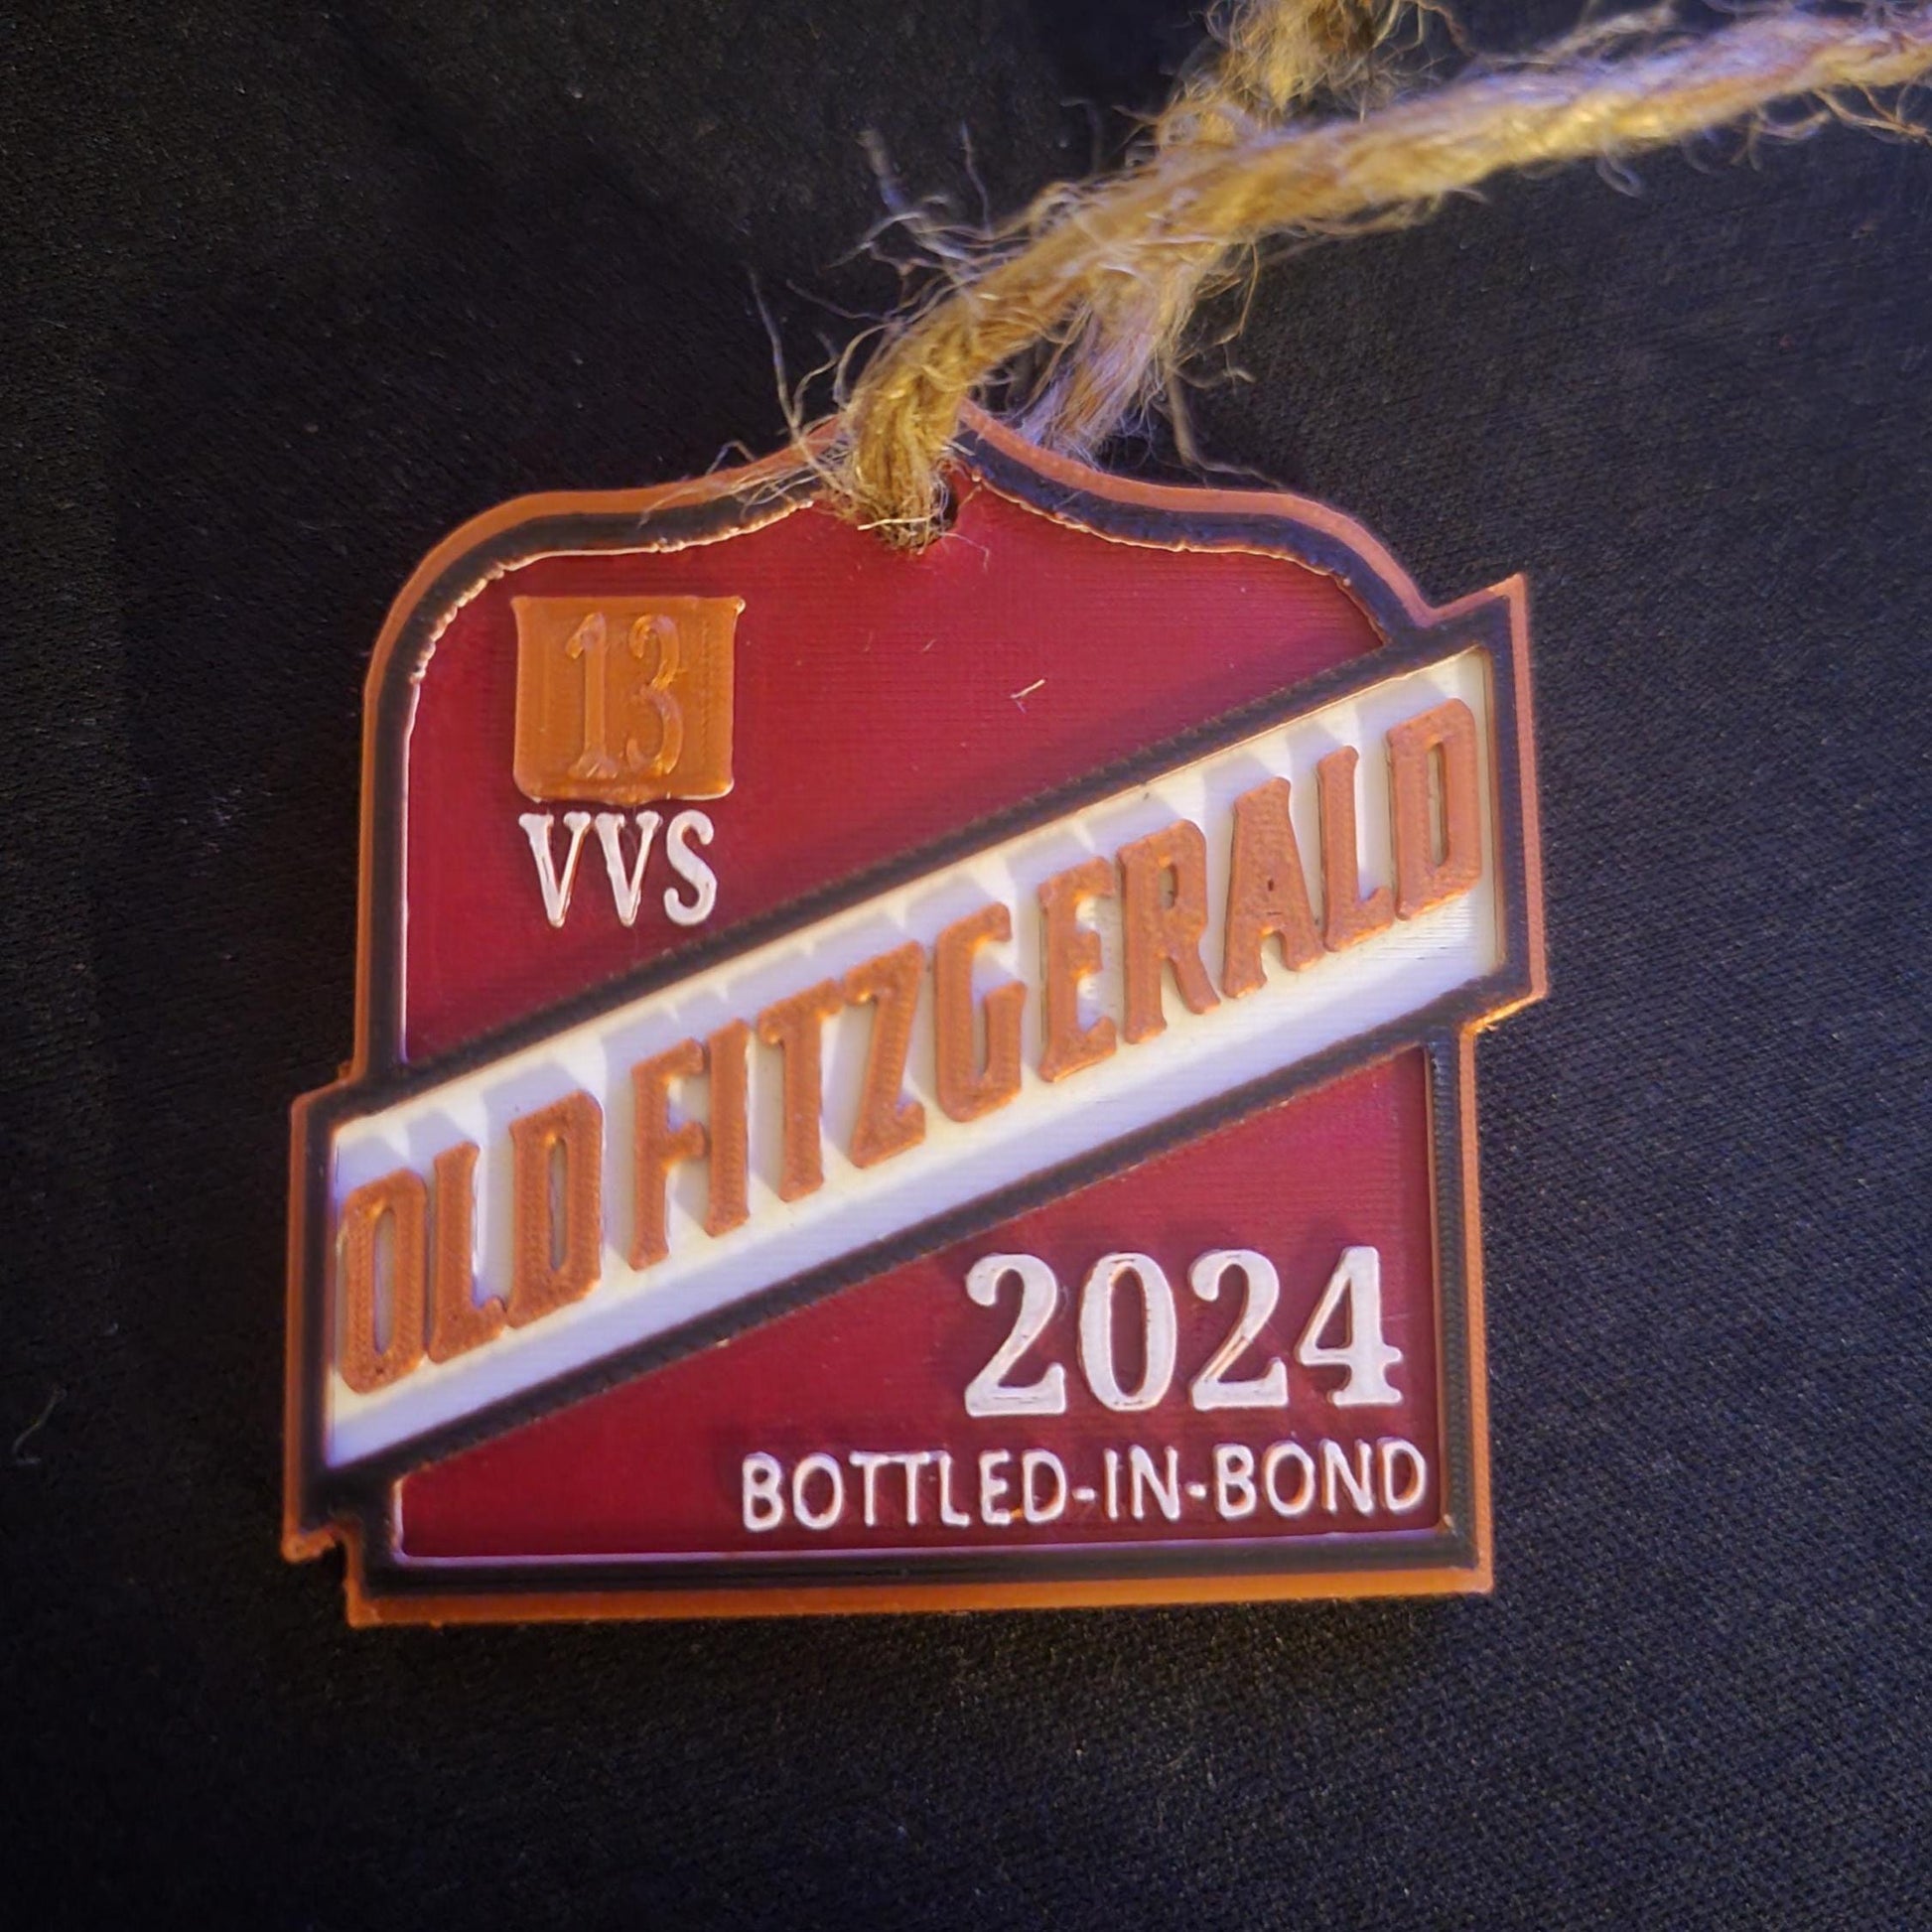 13
VVS
OLD FITZGERALD
2024
BOTTLED-IN-BOND